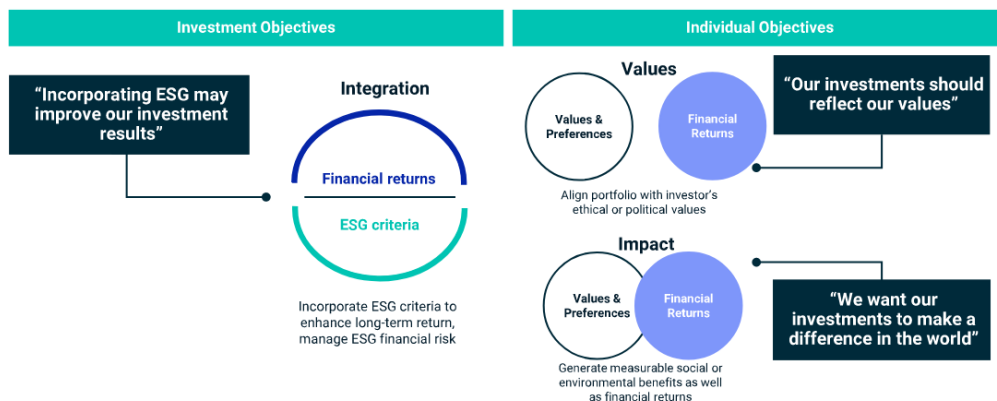 Investment Objectives
“Incorporating ESG may
improve our investment
results”
Integration
Financial returns
ESG criteria
Incorporate ESG criteria to
enhance long-term return,
manage ESG financial risk
Individual Objectives
Values
Values &
Preferences
Financial
Returns
“Our investments should
reflect our values”
Align portfolio with investor’s
ethical or political values
Impact
Values &
Preferences
Financial
Returns
“We want our
investments to make a
difference in the world”
Generate measurable social or
environmental benefits as well
as financial returns